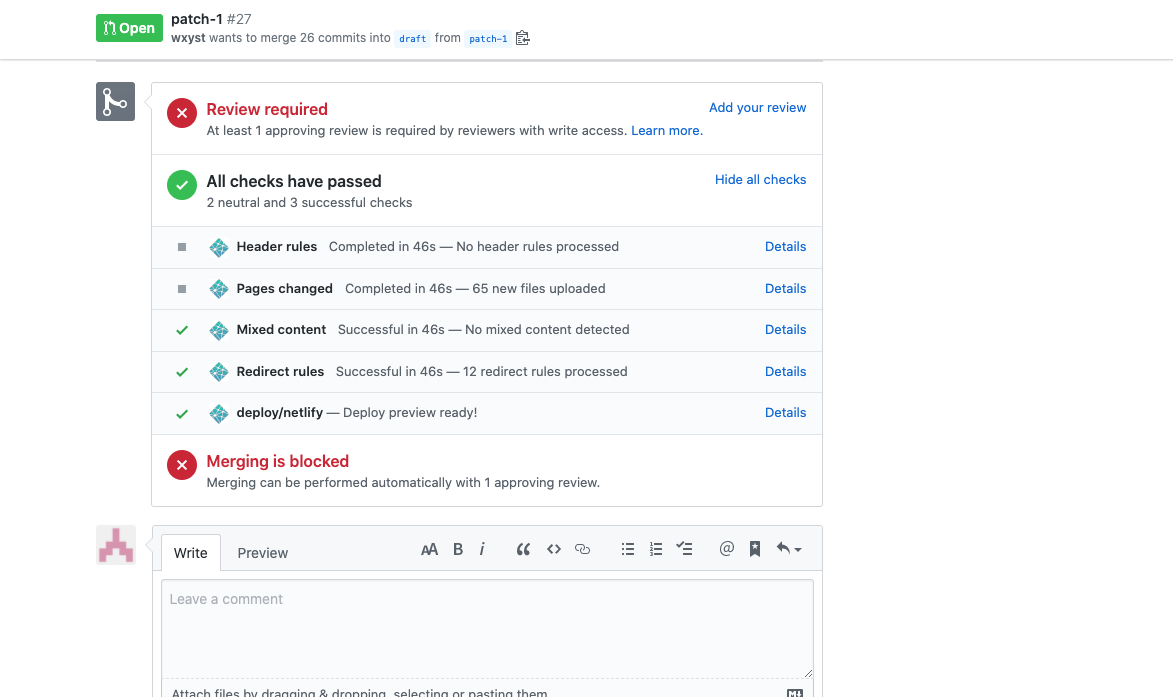 Open
patch-1 #27
wxyst wants to merge 26 commits into draft from patch-1
Review required
Add your review
At least 1 approving review is required by reviewers with write access. Learn more.
All checks have passed
Hide all checks
2 neutral and 3 successful checks
Header rules Completed in 46s — No header rules processed Details
Pages changed Completed in 46s — 65 new files uploaded Details
Mixed content Successful in 46s — No mixed content detected Details
Redirect rules Successful in 46s — 12 redirect rules processed Details
deploy/netlify — Deploy preview ready! Details
Merging is blocked
Merging can be performed automatically with 1 approving review.
Write Preview AA B i “ <> @
Leave a comment
Attach files by dragging & dropping, selecting or pasting them.